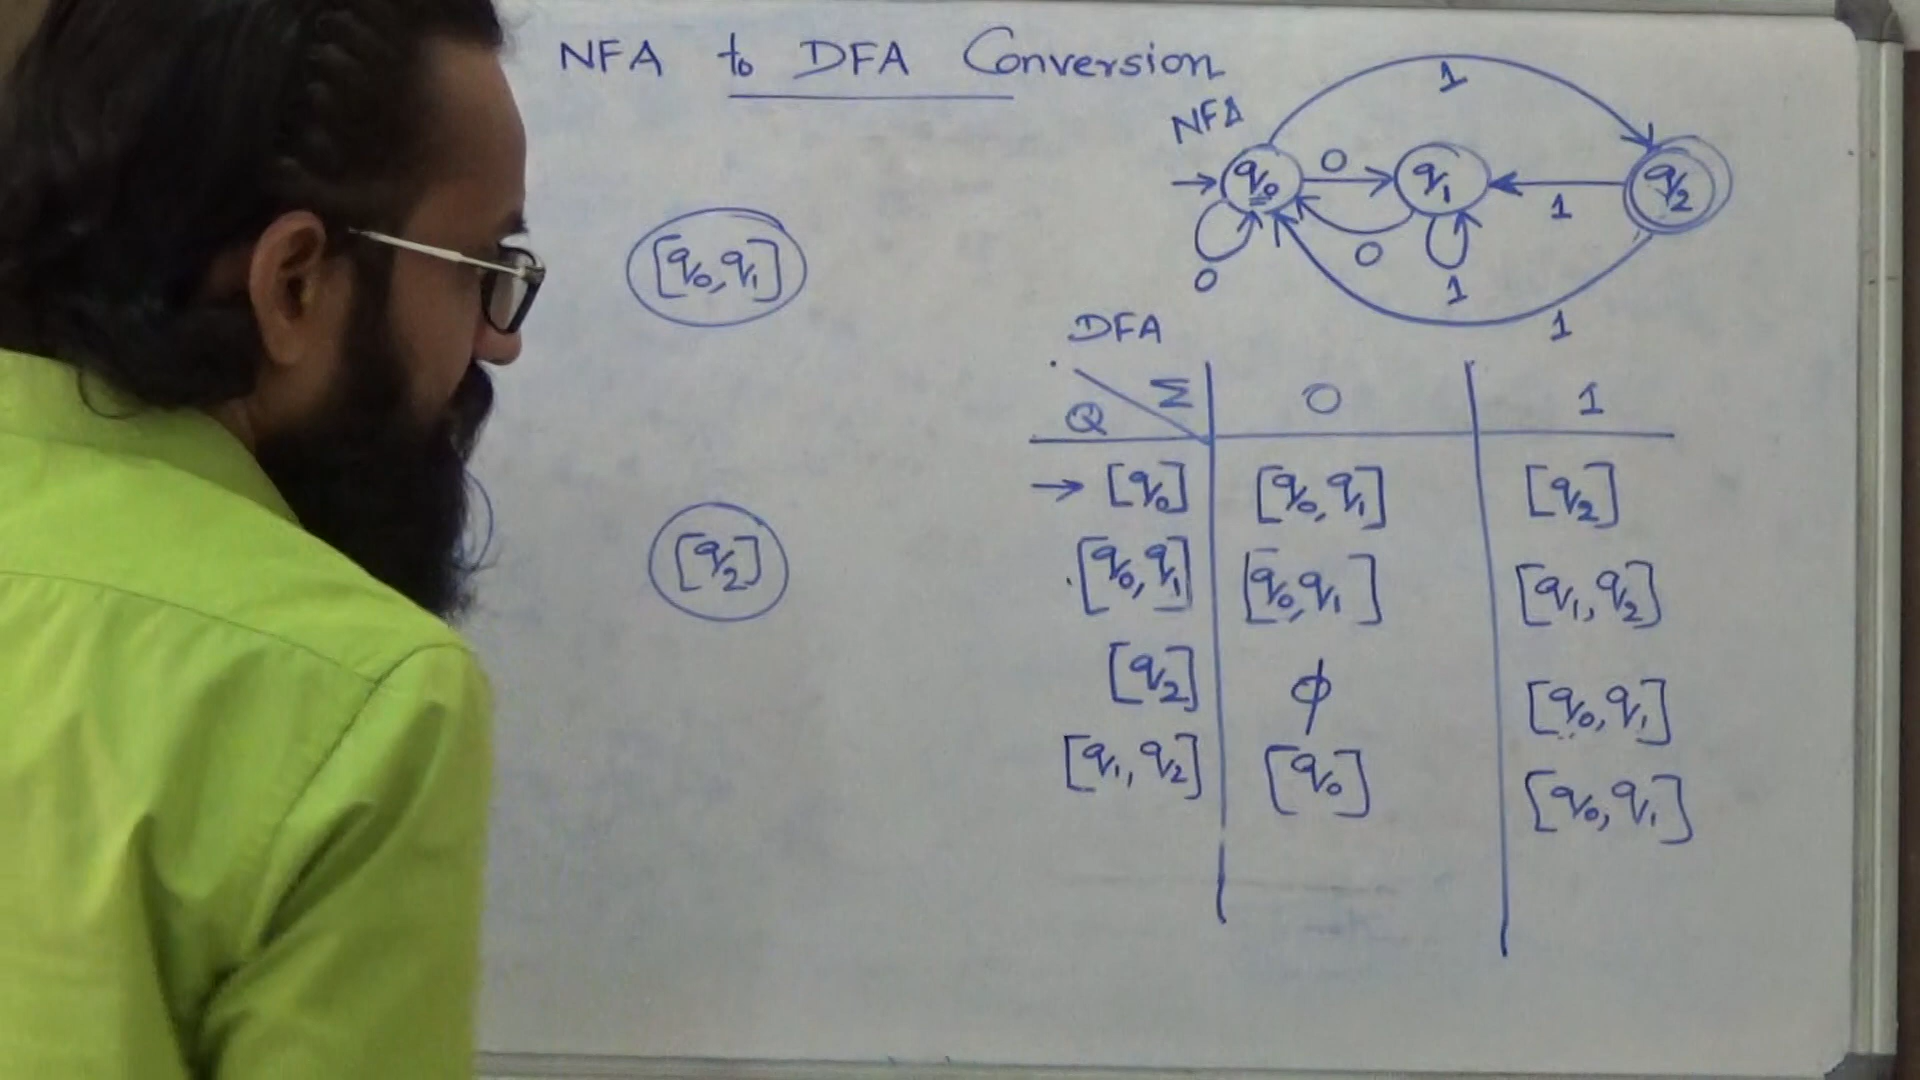 NFA to DFA Conversion
NFA
1
→ q₀ 0 q₁ 1 q₂
0 0 1 1
[q₀,q₁]
[q₂]
DFA
Q Σ 0 1
→ [q₀] [q₀,q₁] [q₂]
[q₀,q₁] [q₀,q₁] [q₁,q₂]
[q₂] ϕ [q₀,q₁]
[q₁,q₂] [q₀] [q₀,q₁]